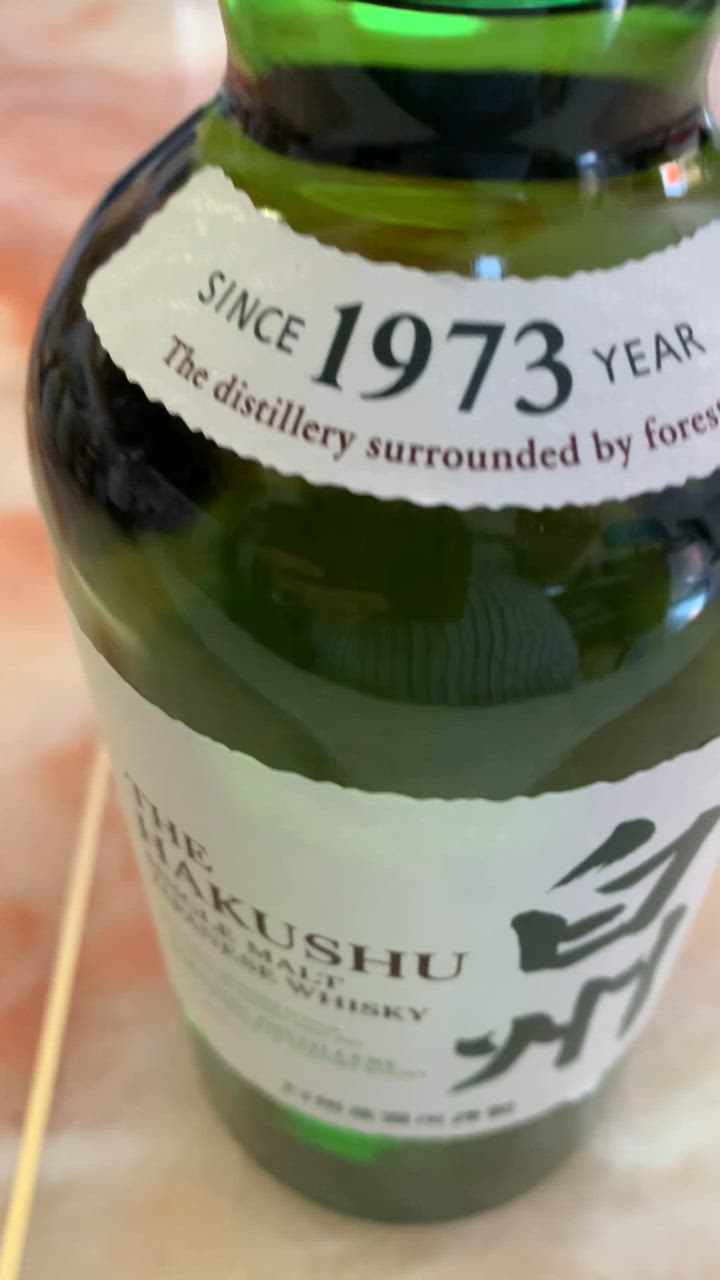 SINCE 1973 YEAR
The distillery surrounded by fores
THE
HAKUSHU
SINGLE MALT
JAPANESE WHISKY
白州